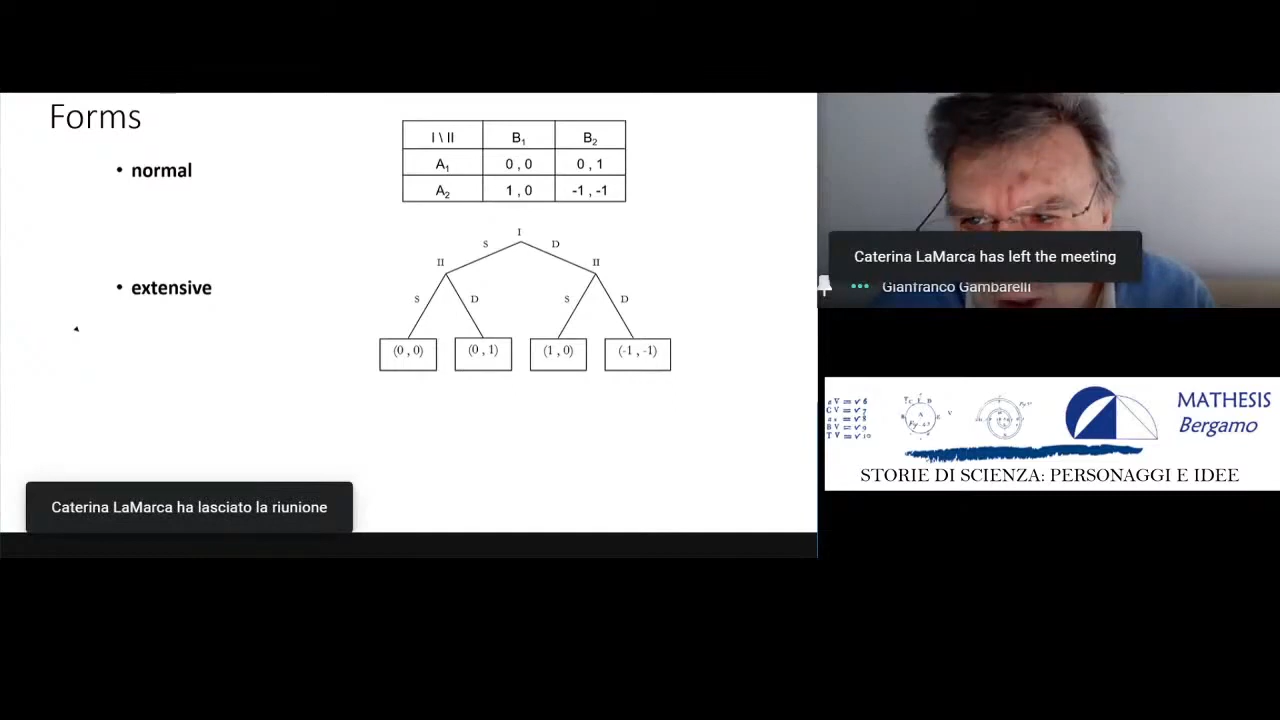 Forms
• normal
I \ II B₁ B₂
A₁ 0 , 0 0 , 1
A₂ 1 , 0 -1 , -1
• extensive
I
S D
II II
S D S D
(0 , 0) (0 , 1) (1 , 0) (-1 , -1)
Caterina LaMarca ha lasciato la riunione
Caterina LaMarca has left the meeting
Gianfranco Gambarelli
MATHESIS
Bergamo
STORIE DI SCIENZA: PERSONAGGI E IDEE